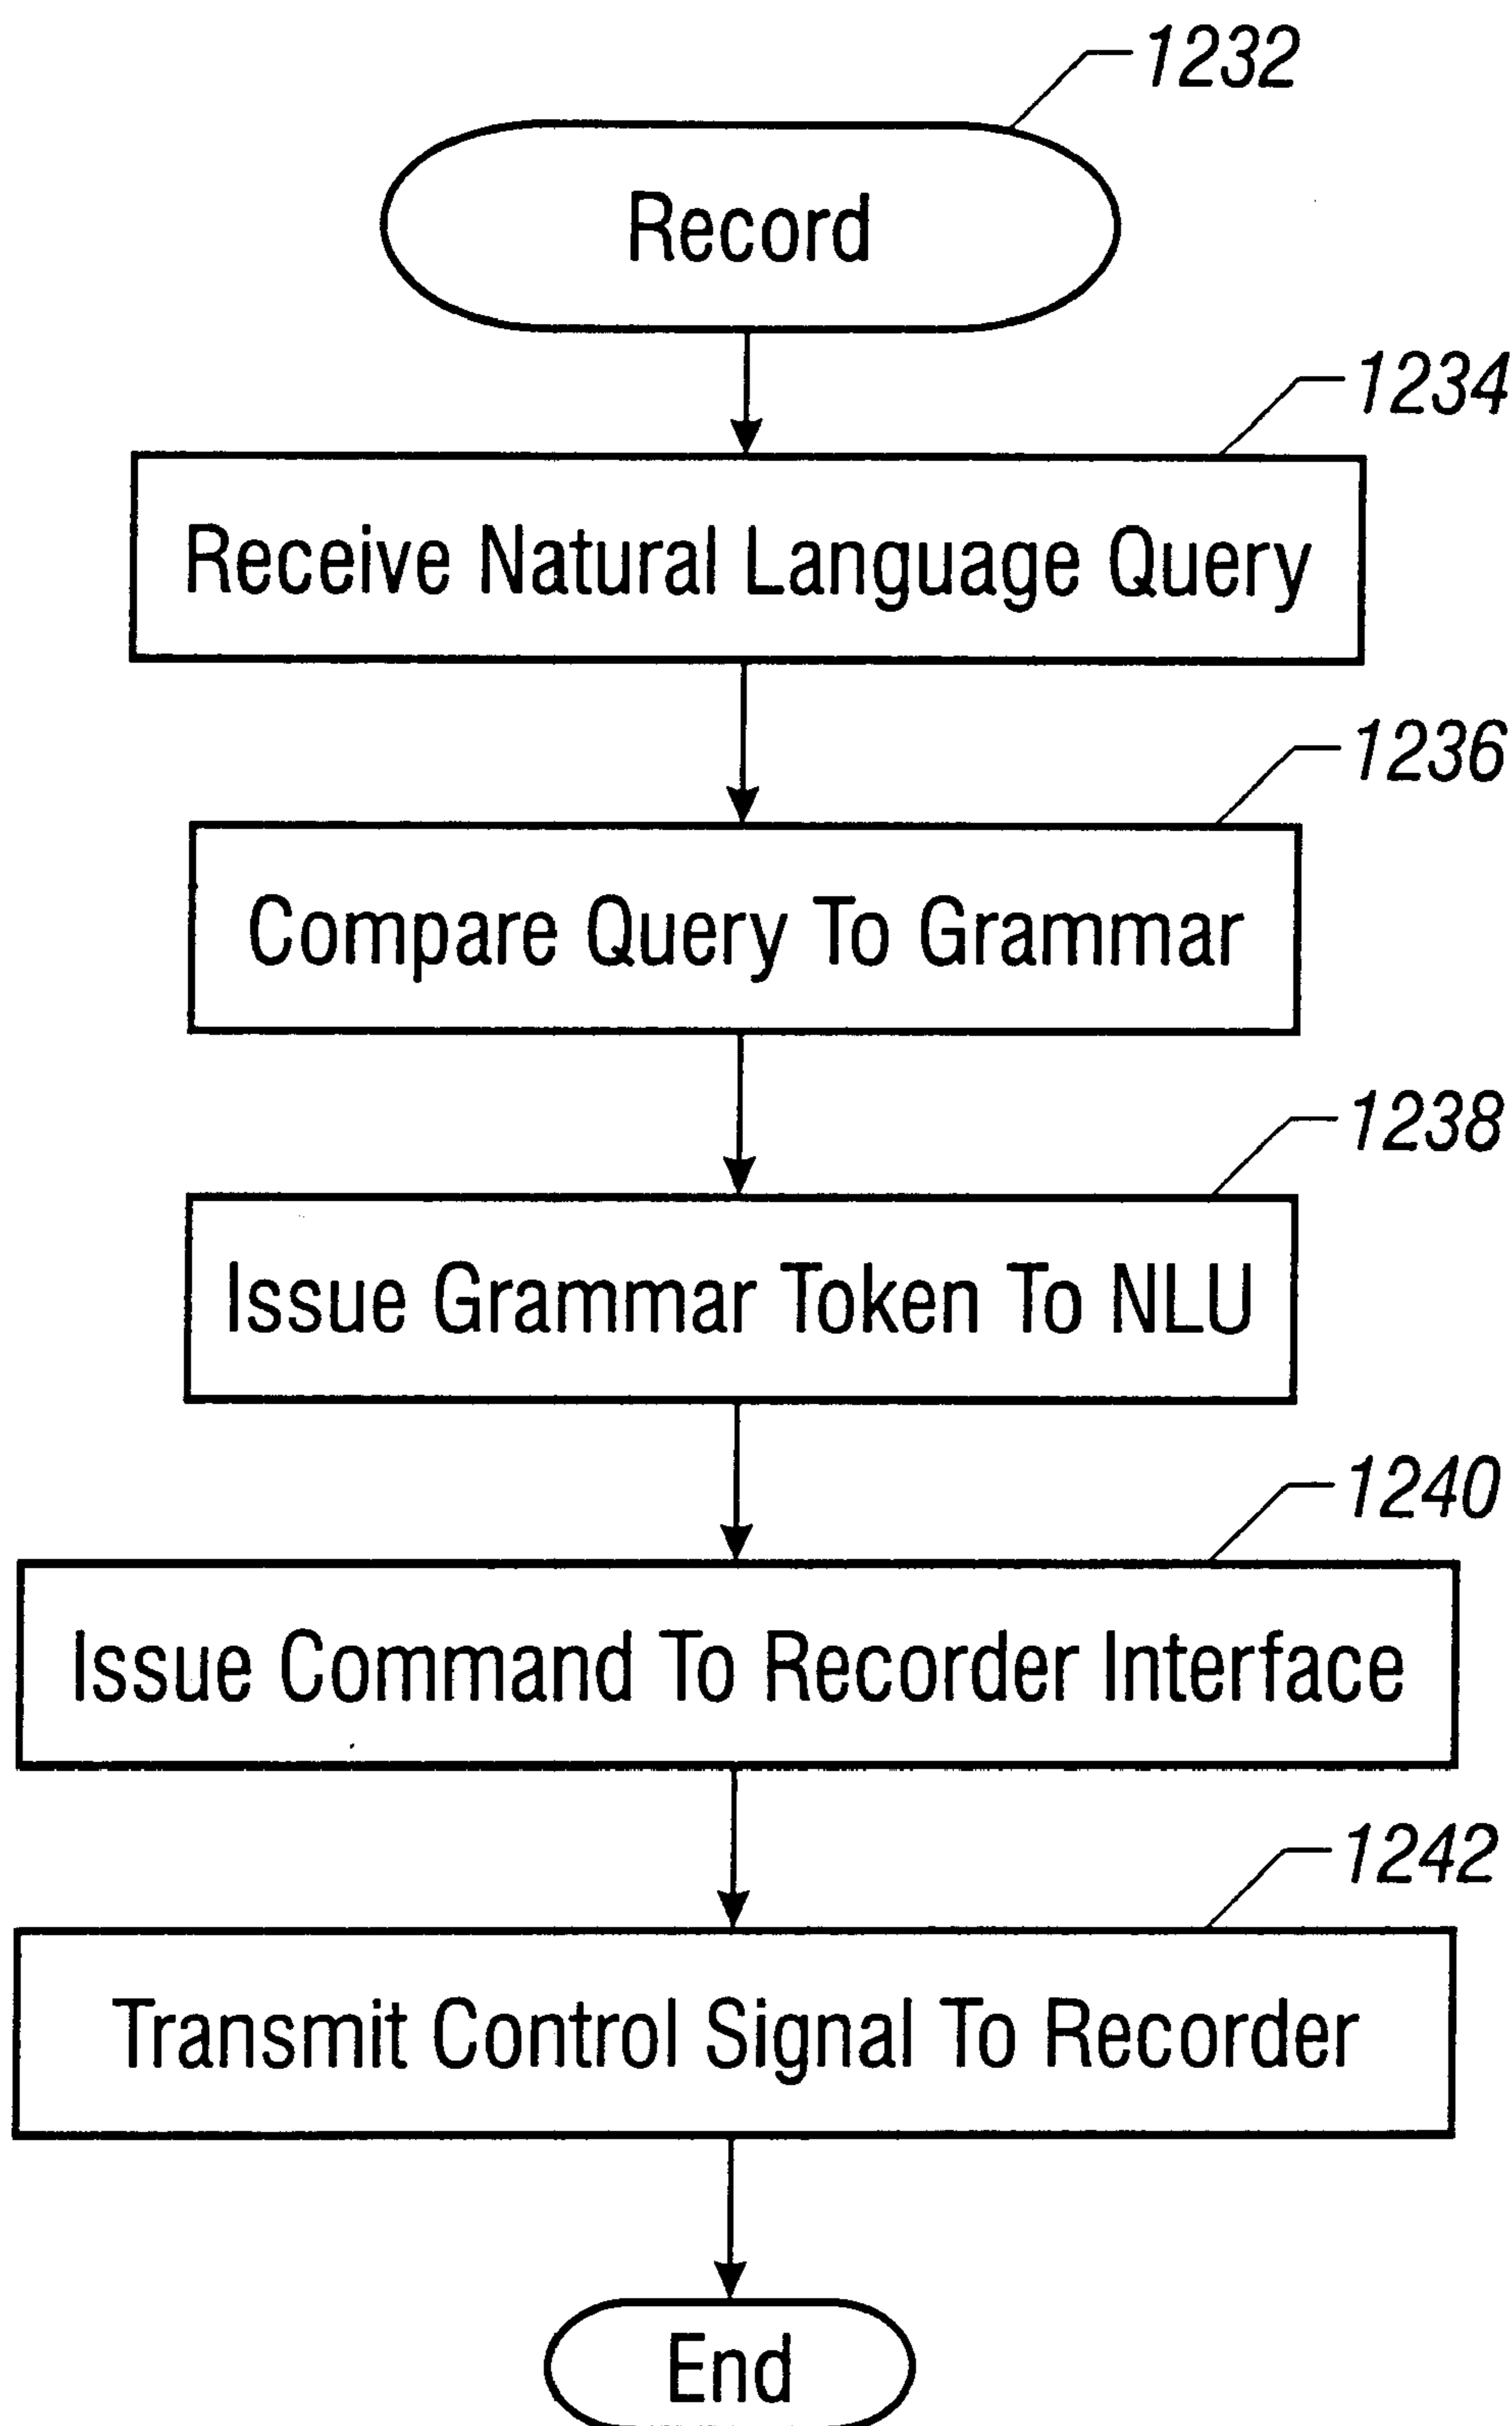 1232
Record
1234
Receive Natural Language Query
1236
Compare Query To Grammar
1238
Issue Grammar Token To NLU
1240
Issue Command To Recorder Interface
1242
Transmit Control Signal To Recorder
End